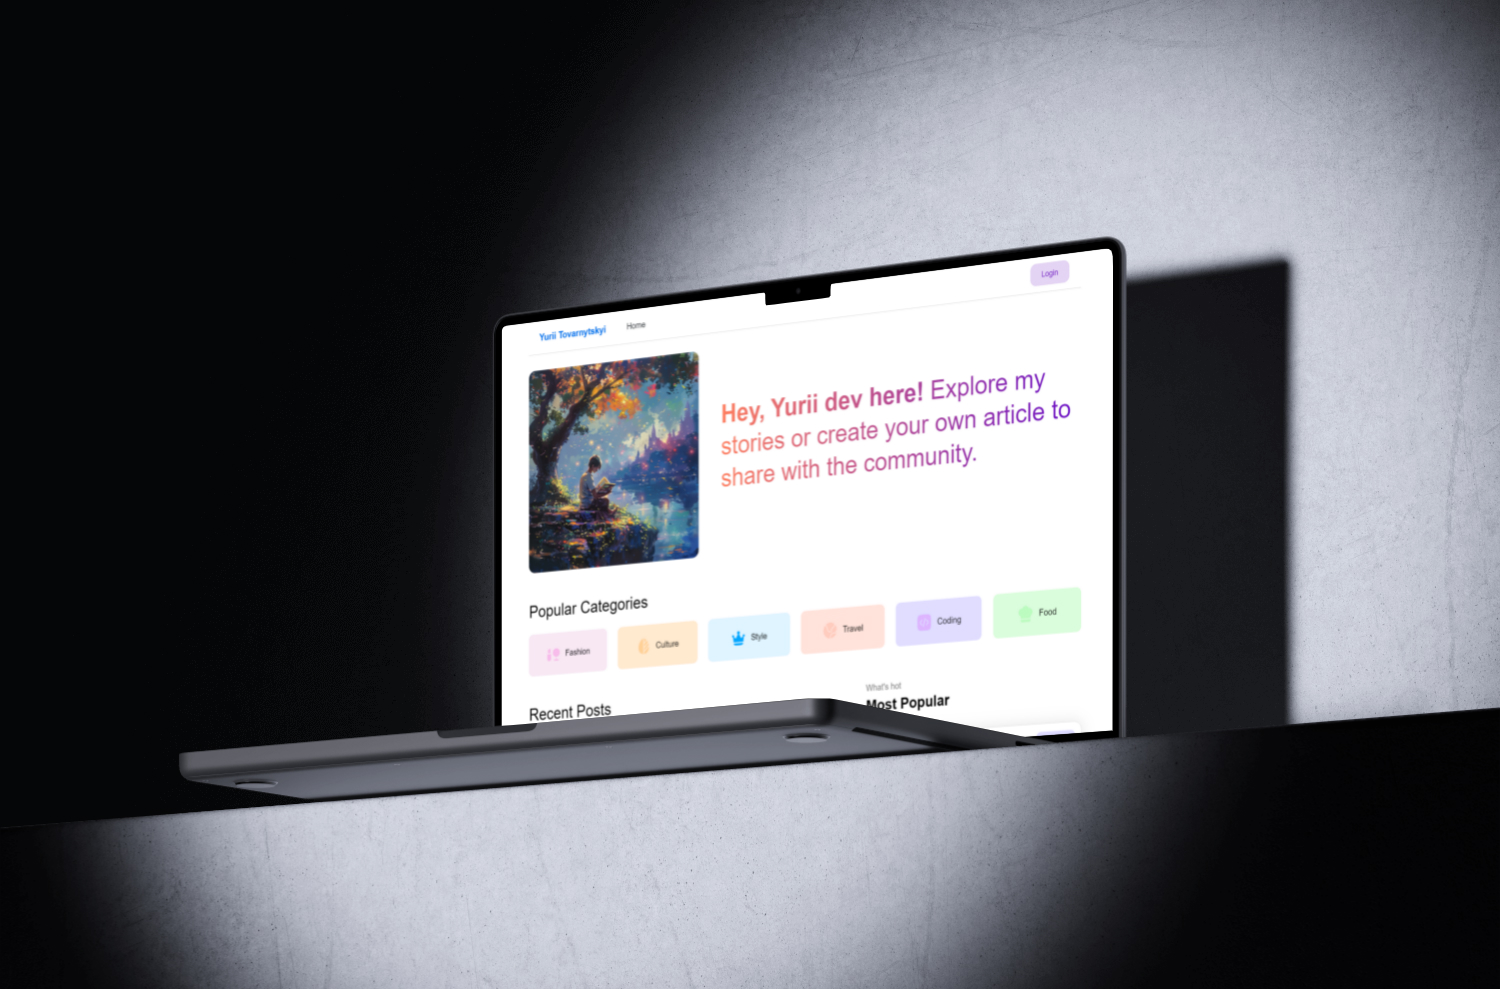 Yurii Tovarnytskyi
Home
Login
Hey, Yurii dev here! Explore my
stories or create your own article to
share with the community.
Popular Categories
Fashion
Culture
Style
Travel
Coding
Food
Recent Posts
What's hot
Most Popular